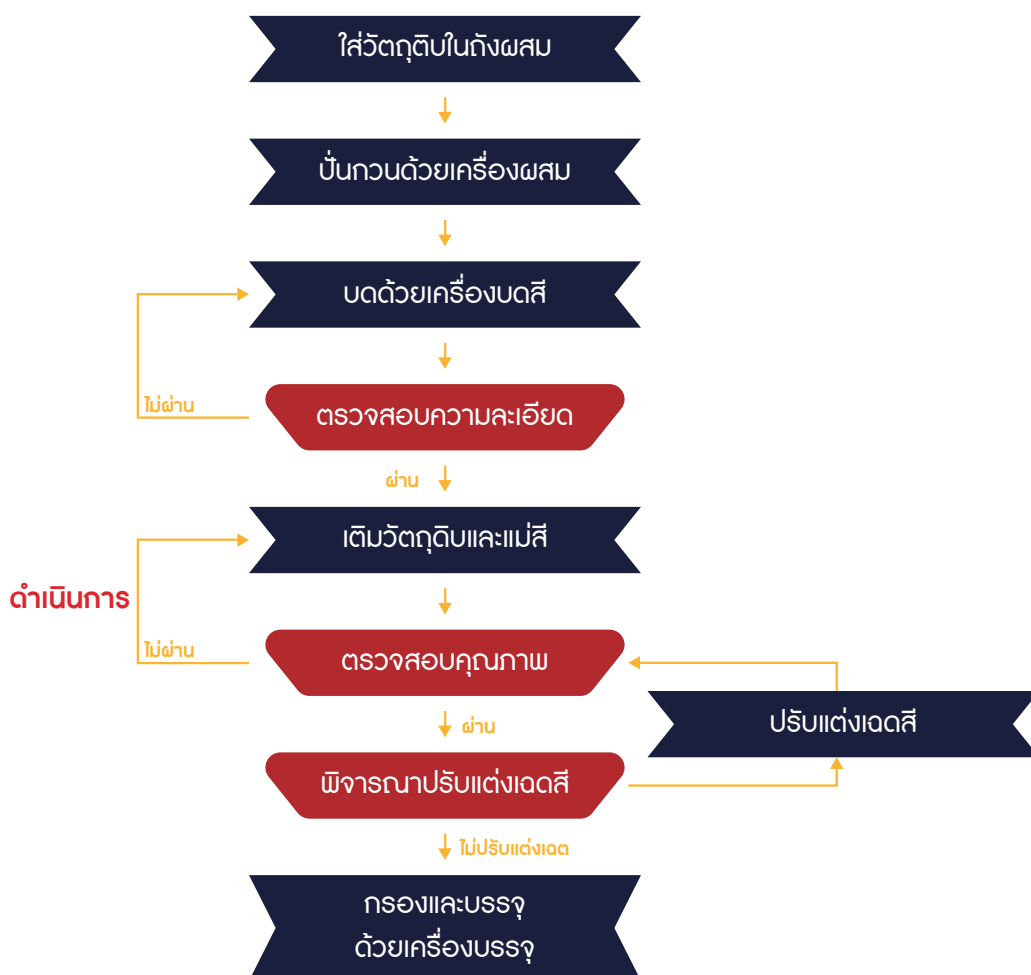 ใส่วัตถุติบในถังผสม
ปั่นกวนด้วยเครื่องผสม
บดด้วยเครื่องบดสี
ไม่ผ่าน
ตรวจสอบความละเอียด
ผ่าน
เติมวัตถุดิบและแม่สี
ดำเนินการ
ไม่ผ่าน
ตรวจสอบคุณภาพ
ปรับแต่งเฉดสี
ผ่าน
พิจารณาปรับแต่งเฉดสี
ไม่ปรับแต่งเฉต
กรองและบรรจุ
ด้วยเครื่องบรรจุ